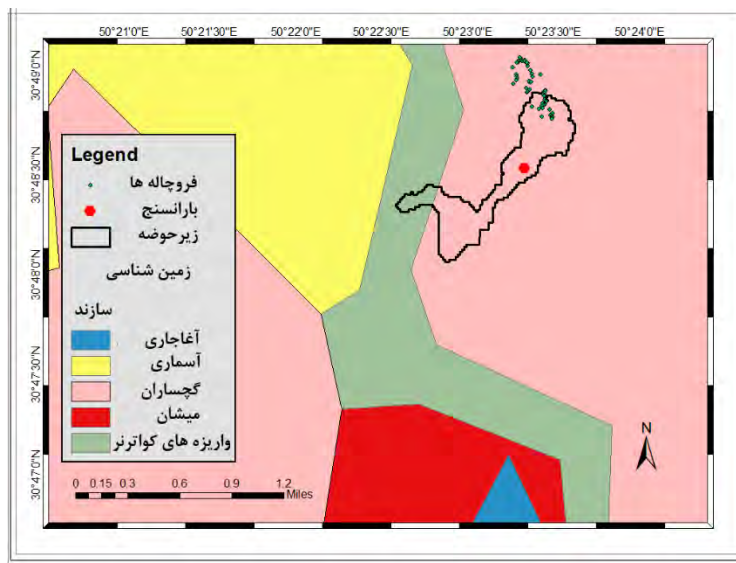 50°21'0"E 50°21'30"E 50°22'0"E 50°22'30"E 50°23'0"E 50°23'30"E 50°24'0"E
30°49'0"N
30°48'30"N
30°48'0"N
30°47'30"N
30°47'0"N
Legend
فروچاله ها
بارانسنج
زیرحوضه
زمین شناسی
سازند
آغاجاری
آسماری
گچساران
میشان
واریزه های کواترنر
0 0.15 0.3 0.6 0.9 1.2
Miles
N